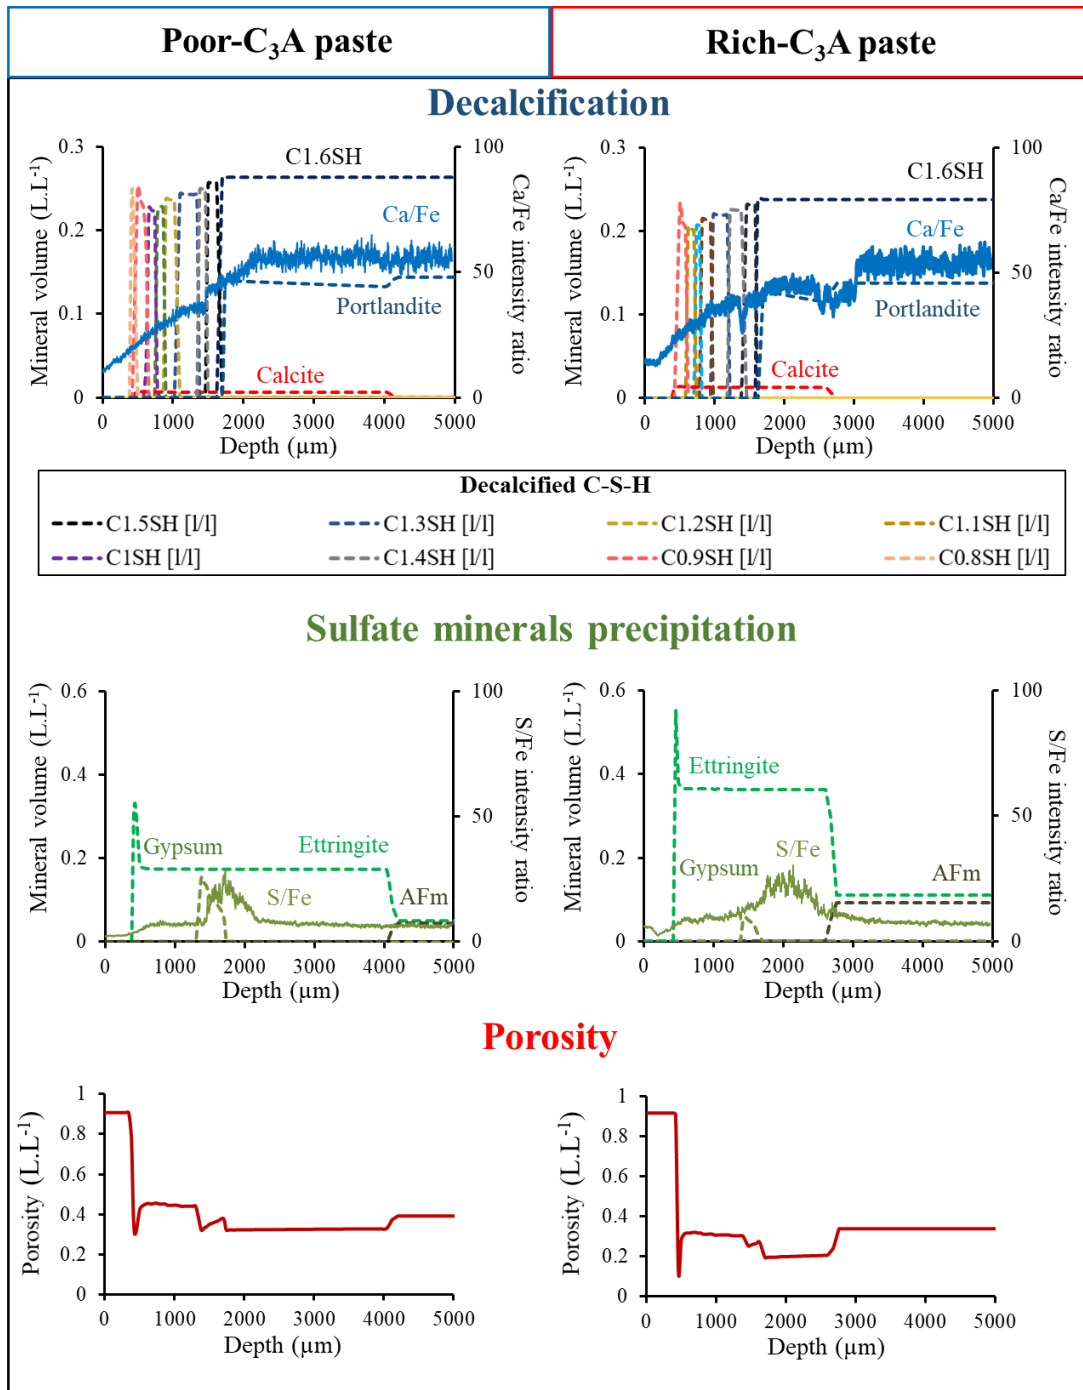 Poor-C₃A paste
Rich-C₃A paste
Decalcification
0.3
0.2
0.1
0
Mineral volume (L.L⁻¹)
100
50
0
Ca/Fe intensity ratio
C1.6SH
Ca/Fe
Portlandite
Calcite
0 1000 2000 3000 4000 5000
Depth (µm)
0.3
0.2
0.1
0
Mineral volume (L.L⁻¹)
100
50
0
Ca/Fe intensity ratio
C1.6SH
Ca/Fe
Portlandite
Calcite
0 1000 2000 3000 4000 5000
Depth (µm)
Decalcified C-S-H
C1.5SH [l/l] C1.3SH [l/l] C1.2SH [l/l] C1.1SH [l/l]
C1SH [l/l] C1.4SH [l/l] C0.9SH [l/l] C0.8SH [l/l]
Sulfate minerals precipitation
0.6
0.4
0.2
0
Mineral volume (L.L⁻¹)
100
50
0
S/Fe intensity ratio
Gypsum
Ettringite
S/Fe
AFm
0 1000 2000 3000 4000 5000
Depth (µm)
0.6
0.4
0.2
0
Mineral volume (L.L⁻¹)
100
50
0
S/Fe intensity ratio
Ettringite
Gypsum
S/Fe
AFm
0 1000 2000 3000 4000 5000
Depth (µm)
Porosity
1
0.8
0.6
0.4
0.2
0
Porosity (L.L⁻¹)
0 1000 2000 3000 4000 5000
Depth (µm)
1
0.8
0.6
0.4
0.2
0
Porosity (L.L⁻¹)
0 1000 2000 3000 4000 5000
Depth (µm)